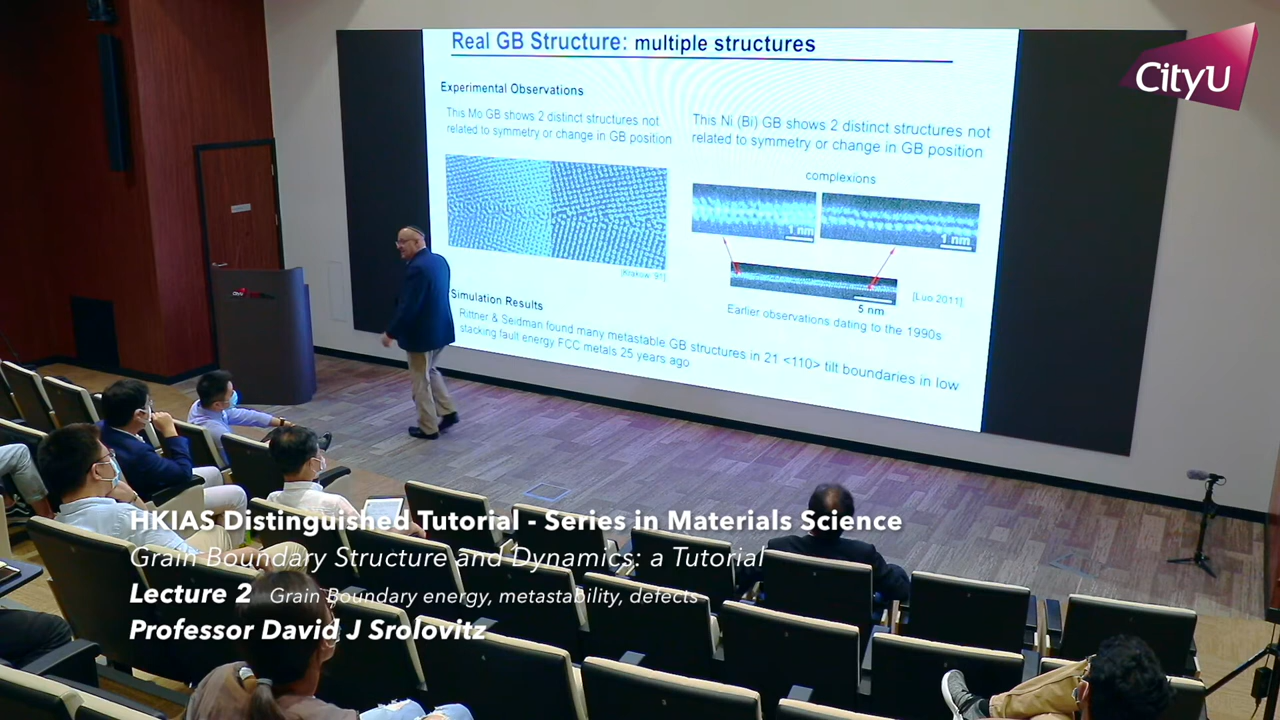 Real GB Structure: multiple structures
CityU
Experimental Observations
This Mo GB shows 2 distinct structures not
related to symmetry or change in GB position
[Krakow '91]
This Ni (Bi) GB shows 2 distinct structures not
related to symmetry or change in GB position
complexions
1 nm
1 nm
5 nm
[Luo 2011]
Earlier observations dating to the 1990s
Simulation Results
Rittner & Seidman found many metastable GB structures in 21 <110> tilt boundaries in low
stacking fault energy FCC metals 25 years ago
CityU
HKIAS Distinguished Tutorial - Series in Materials Science
Grain Boundary Structure and Dynamics: a Tutorial
Lecture 2 Grain Boundary energy, metastability, defects
Professor David J Srolovitz